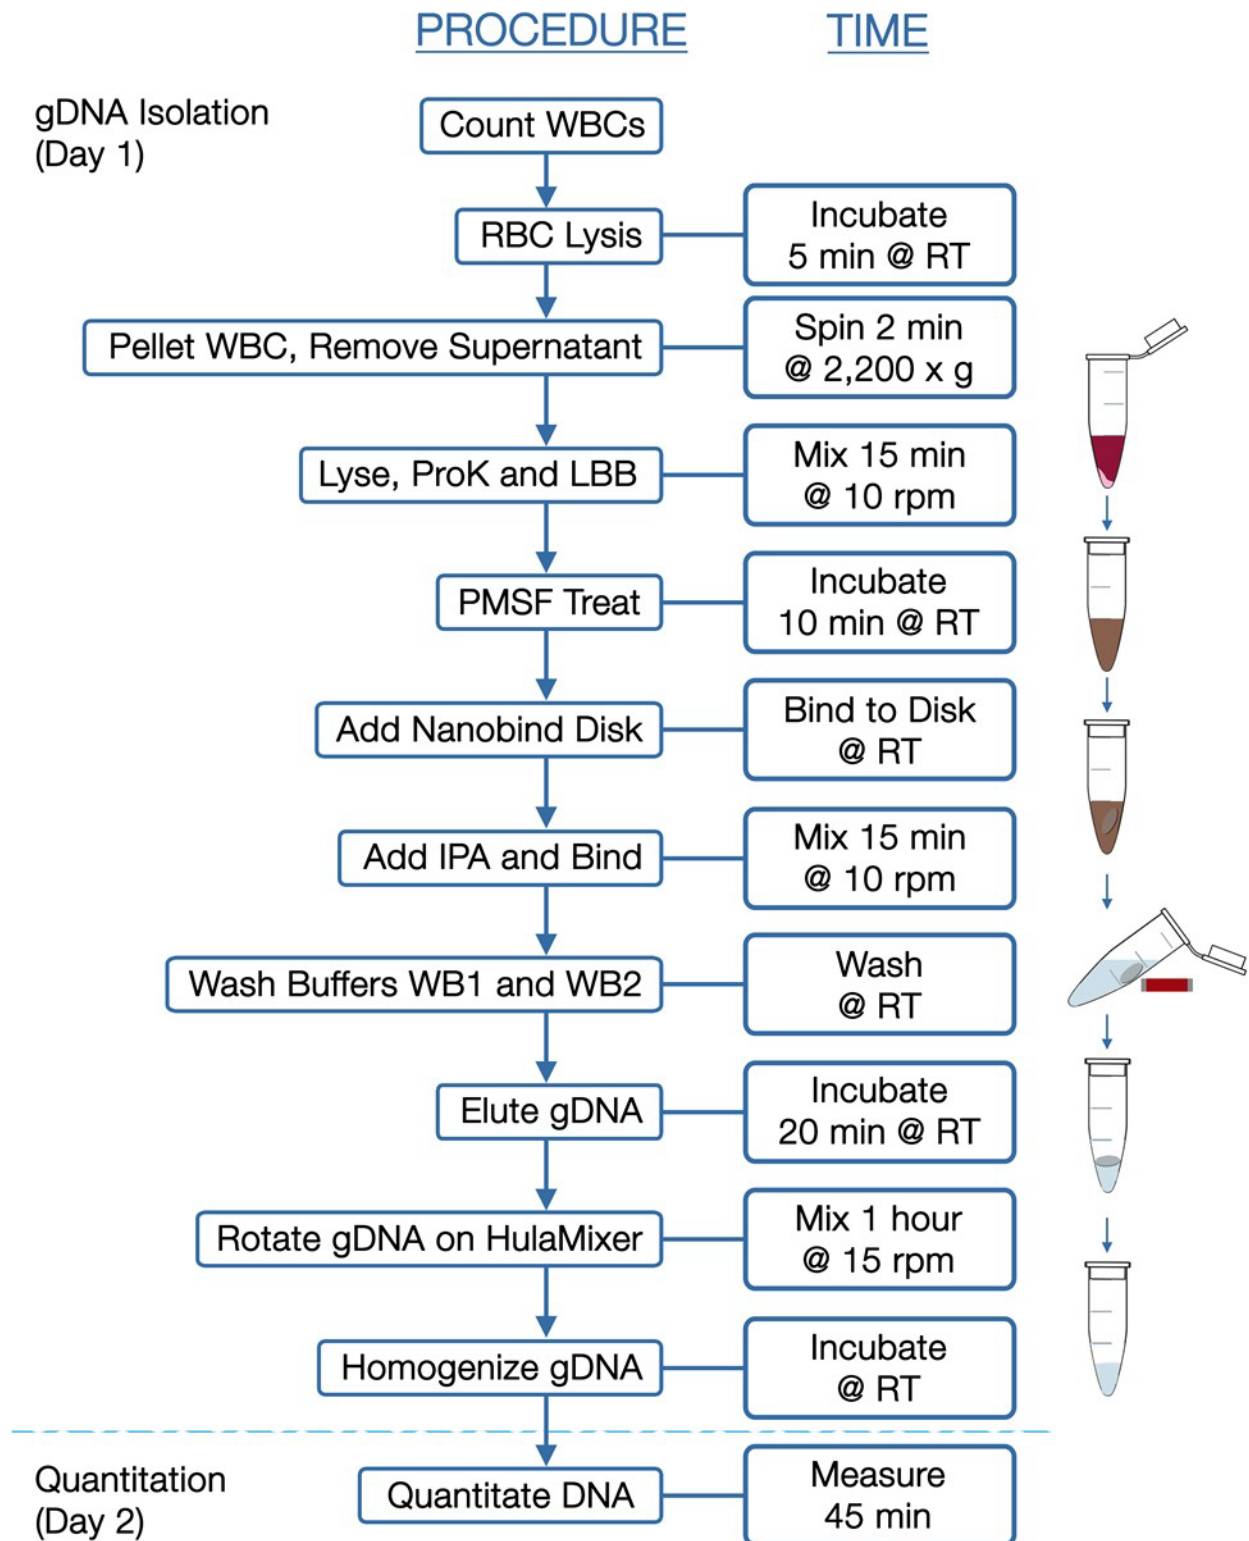 PROCEDURE
TIME
gDNA Isolation
(Day 1)
Count WBCs
RBC Lysis
Incubate
5 min @ RT
Pellet WBC, Remove Supernatant
Spin 2 min
@ 2,200 x g
Lyse, ProK and LBB
Mix 15 min
@ 10 rpm
PMSF Treat
Incubate
10 min @ RT
Add Nanobind Disk
Bind to Disk
@ RT
Add IPA and Bind
Mix 15 min
@ 10 rpm
Wash Buffers WB1 and WB2
Wash
@ RT
Elute gDNA
Incubate
20 min @ RT
Rotate gDNA on HulaMixer
Mix 1 hour
@ 15 rpm
Homogenize gDNA
Incubate
@ RT
Quantitation
(Day 2)
Quantitate DNA
Measure
45 min